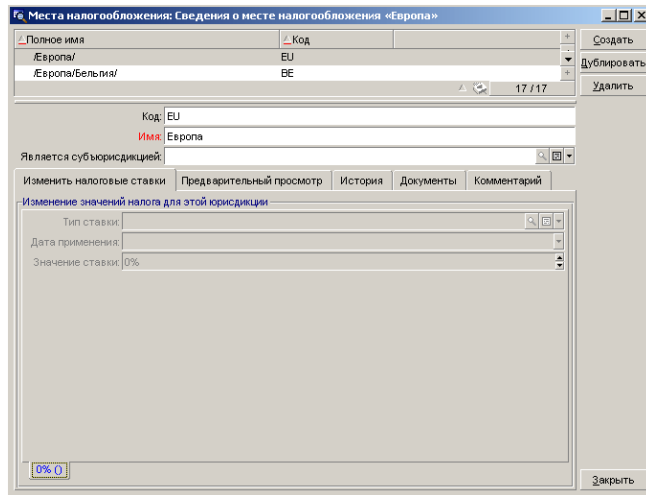 Места налогообложения: Сведения о месте налогообложения «Европа»
Полное имя Код
/Европа/ EU
/Европа/Бельгия/ BE
17 / 17
Создать
Дублировать
Удалить
Код: EU
Имя: Европа
Является субъюрисдикцией:
Изменить налоговые ставки Предварительный просмотр История Документы Комментарий
Изменение значений налога для этой юрисдикции
Тип ставки:
Дата применения:
Значение ставки: 0%
0% ()
Закрыть